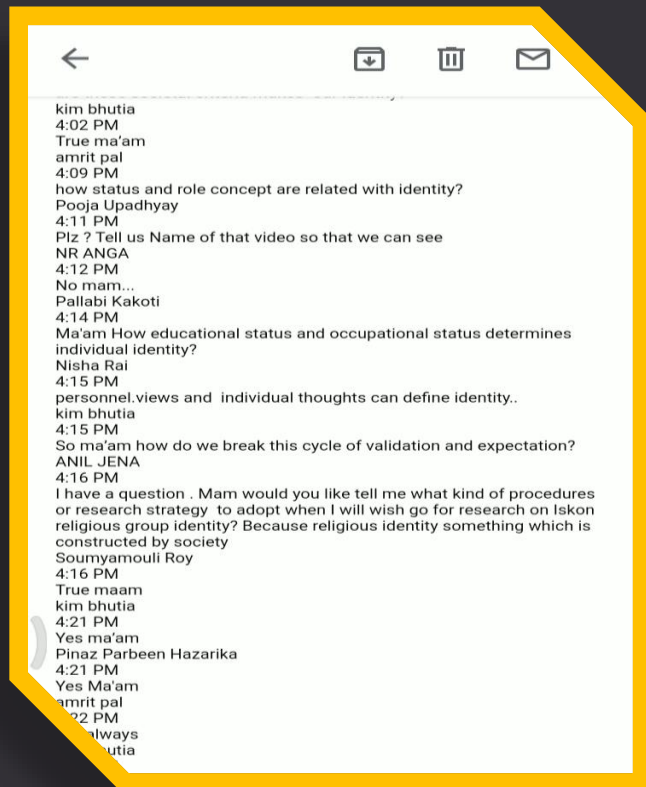 kim bhutia
4:02 PM
True ma'am
amrit pal
4:09 PM
how status and role concept are related with identity?
Pooja Upadhyay
4:11 PM
Plz ? Tell us Name of that video so that we can see
NR ANGA
4:12 PM
No mam...
Pallabi Kakoti
4:14 PM
Ma'am How educational status and occupational status determines
individual identity?
Nisha Rai
4:15 PM
personnel.views and individual thoughts can define identity..
kim bhutia
4:15 PM
So ma'am how do we break this cycle of validation and expectation?
ANIL JENA
4:16 PM
I have a question . Mam would you like tell me what kind of procedures
or research strategy to adopt when I will wish go for research on Iskon
religious group identity? Because religious identity something which is
constructed by society
Soumyamouli Roy
4:16 PM
True maam
kim bhutia
4:21 PM
Yes ma'am
Pinaz Parbeen Hazarika
4:21 PM
Yes Ma'am
amrit pal
:22 PM
always
utia